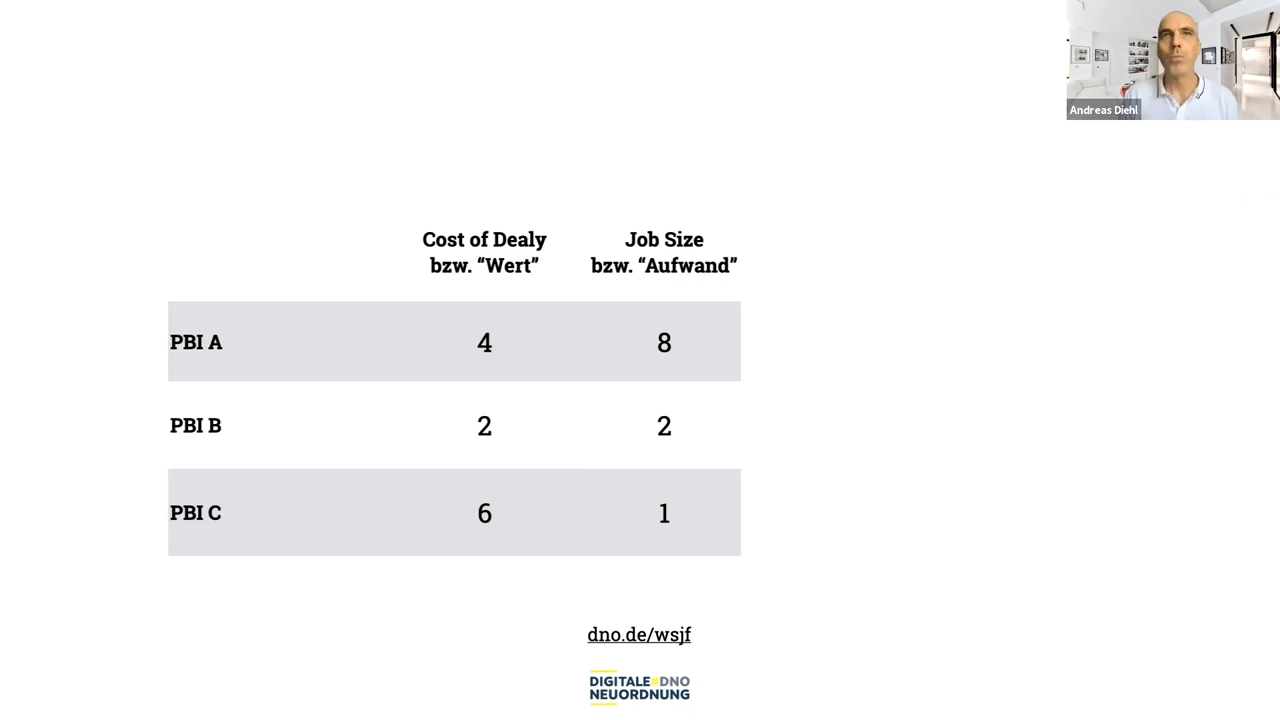 Andreas Diehl
Cost of Dealy
bzw. “Wert”
Job Size
bzw. “Aufwand”
PBI A 4 8
PBI B 2 2
PBI C 6 1
dno.de/wsjf
DIGITALE#DNO
NEUORDNUNG